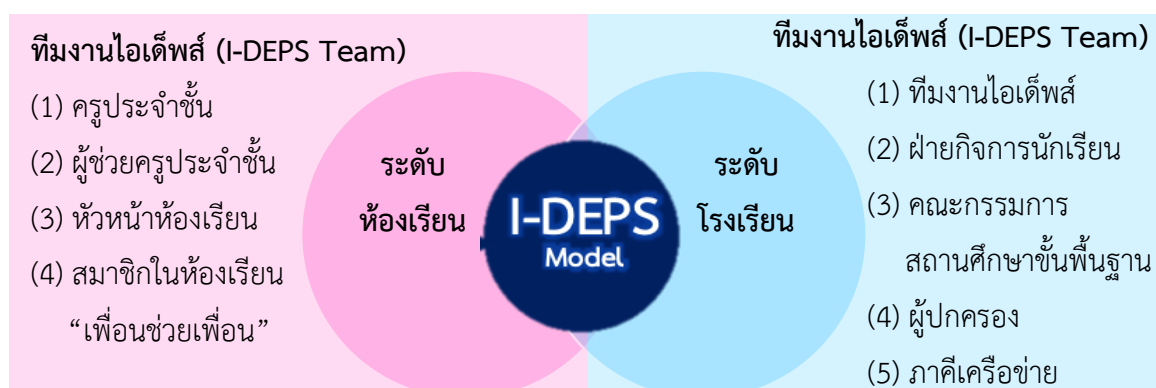 ทีมงานไอเด็พส์ (I-DEPS Team)
(1) ครูประจำชั้น
(2) ผู้ช่วยครูประจำชั้น
(3) หัวหน้าห้องเรียน
(4) สมาชิกในห้องเรียน
“เพื่อนช่วยเพื่อน”
ระดับ
ห้องเรียน
I-DEPS
Model
ระดับ
โรงเรียน
ทีมงานไอเด็พส์ (I-DEPS Team)
(1) ทีมงานไอเด็พส์
(2) ฝ่ายกิจการนักเรียน
(3) คณะกรรมการ
สถานศึกษาขั้นพื้นฐาน
(4) ผู้ปกครอง
(5) ภาคีเครือข่าย